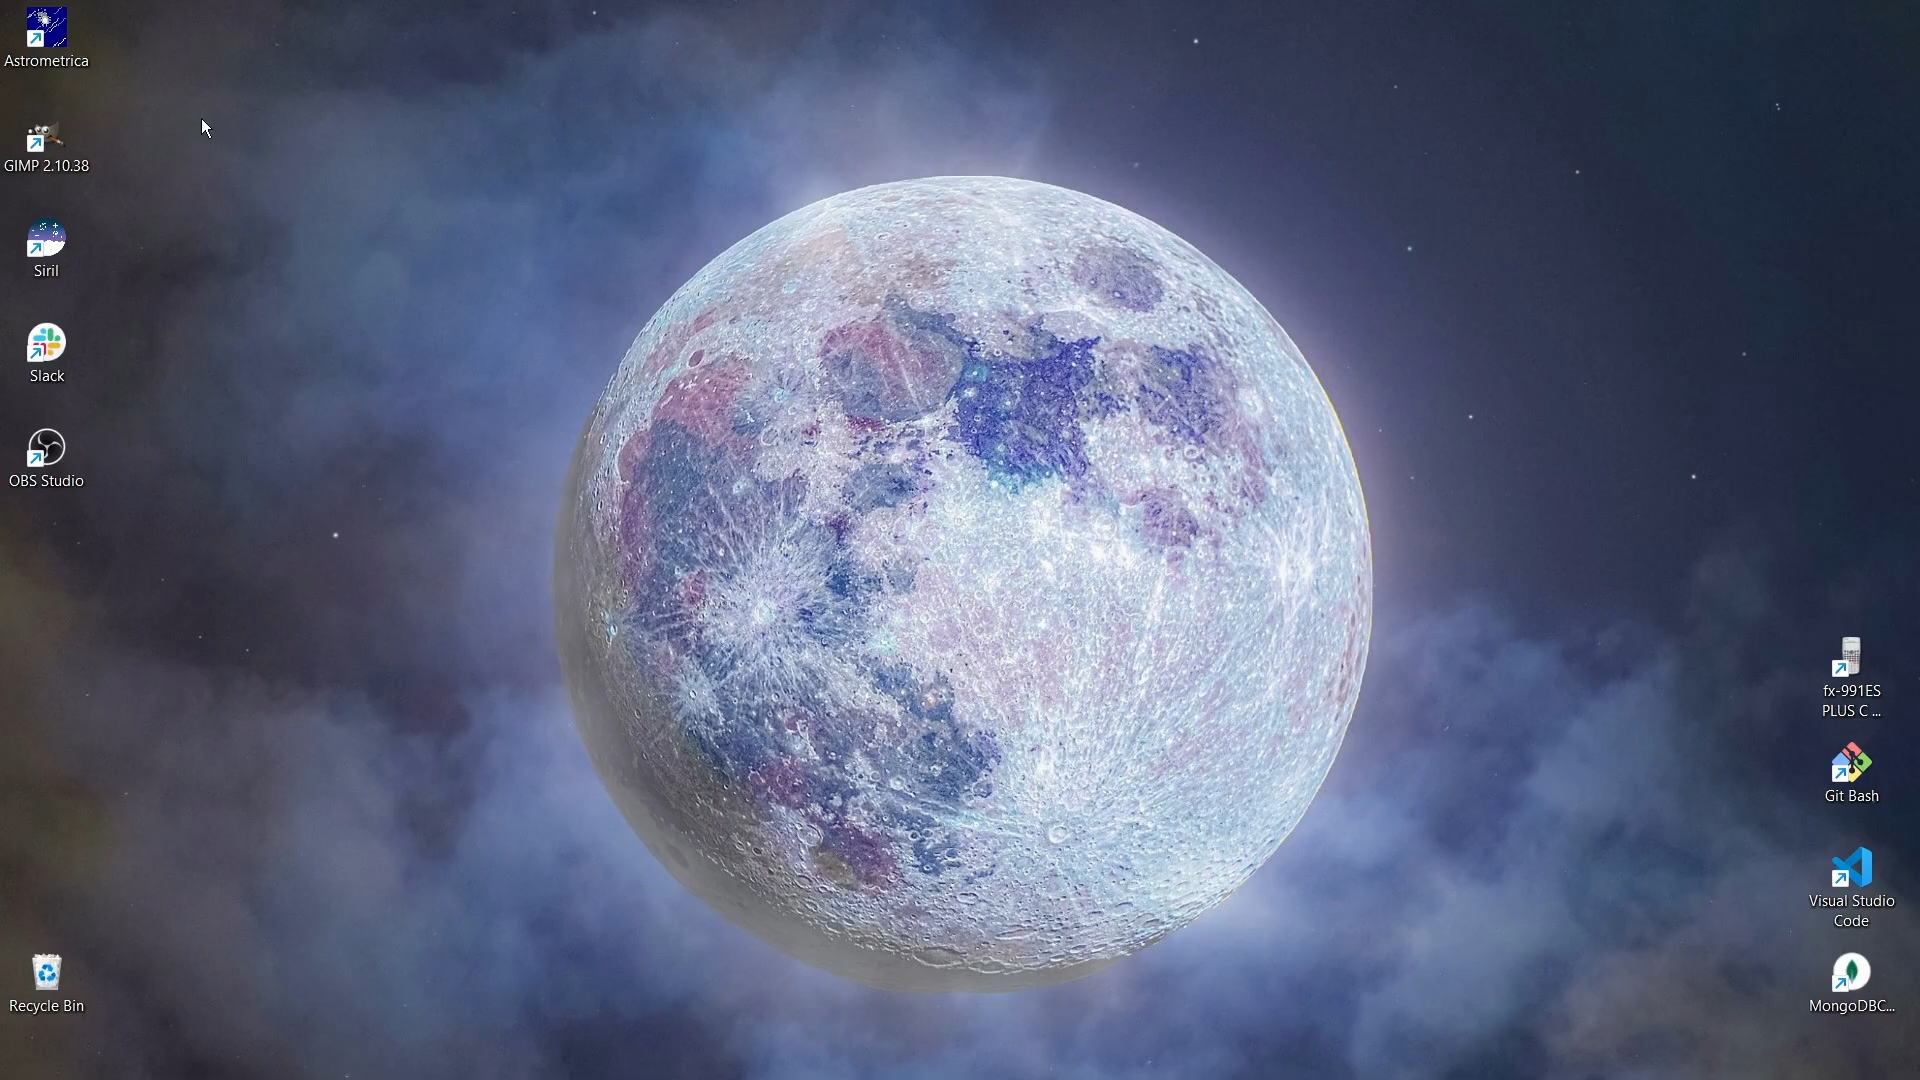 Astrometrica
GIMP 2.10.38
Siril
Slack
OBS Studio
Recycle Bin
fx-991ES
PLUS C ...
Git Bash
Visual Studio
Code
MongoDBC...